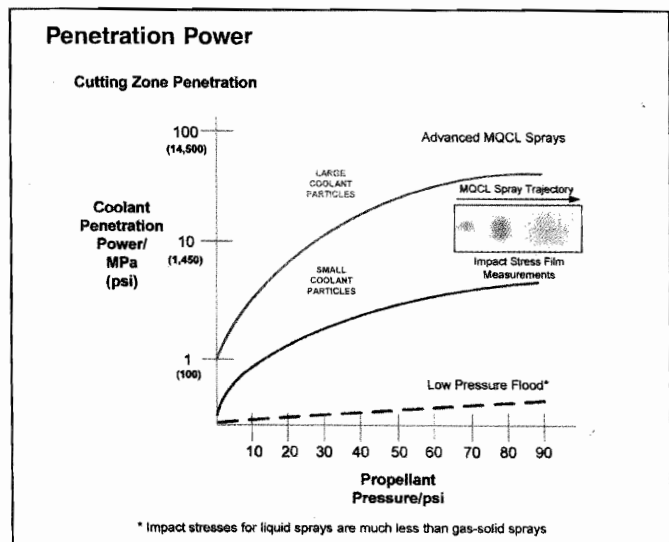 Penetration Power
Cutting Zone Penetration
100
(14,500)
Advanced MQCL Sprays
LARGE
COOLANT
PARTICLES
MQCL Spray Trajectory
Coolant
Penetration
Power/
MPa
(psi)
10
(1,450)
Impact Stress Film
Measurements
SMALL
COOLANT
PARTICLES
1
(100)
Low Pressure Flood*
10 20 30 40 50 60 70 80 90
Propellant
Pressure/psi
* Impact stresses for liquid sprays are much less than gas-solid sprays